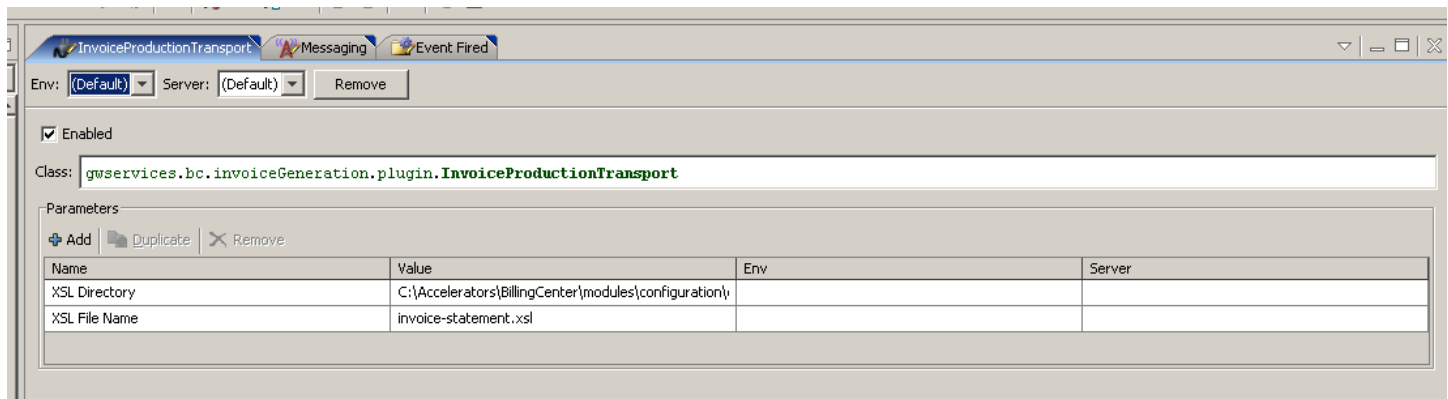 InvoiceProductionTransport Messaging Event Fired
Env: (Default) Server: (Default) Remove
Enabled
Class: gwservices.bc.invoiceGeneration.plugin.InvoiceProductionTransport
Parameters
Add Duplicate Remove
Name Value Env Server
XSL Directory C:\Accelerators\BillingCenter\modules\configuration\
XSL File Name invoice-statement.xsl